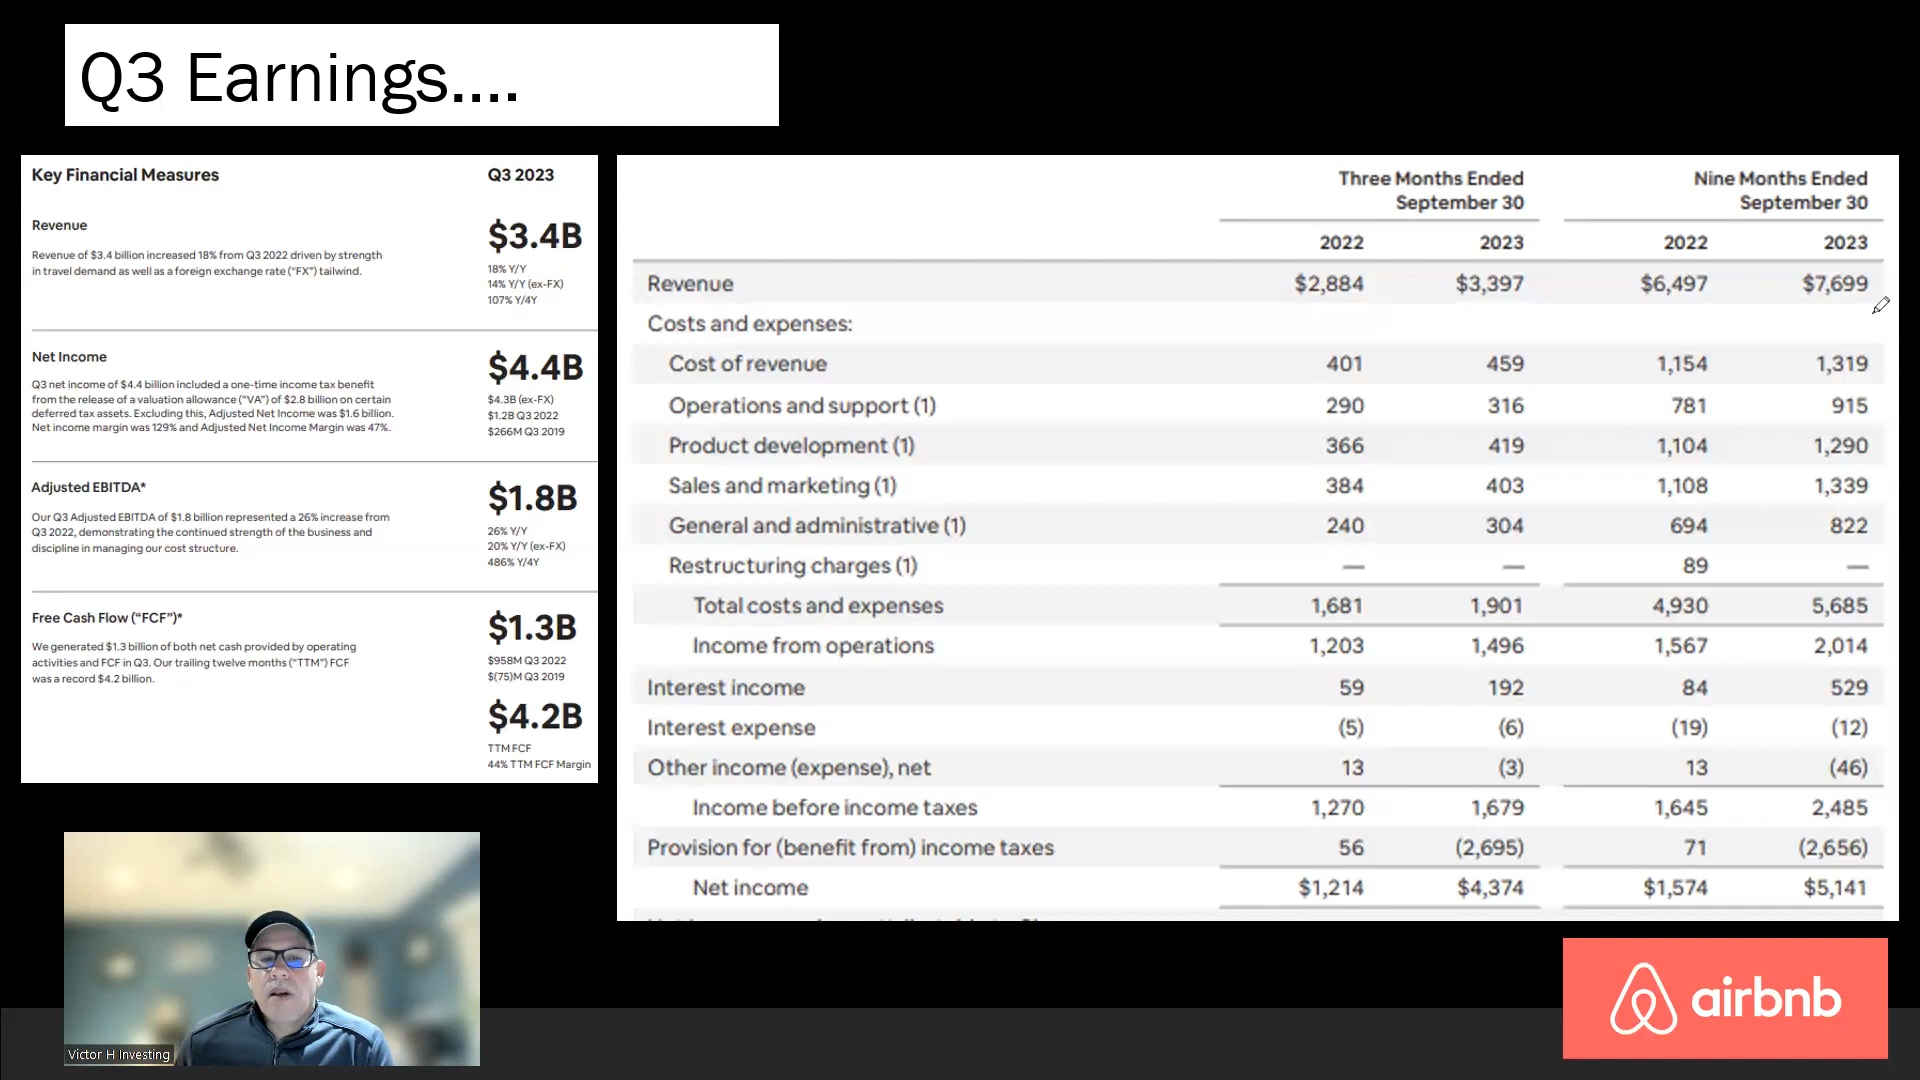 Q3 Earnings....
Key Financial Measures Q3 2023
Revenue
Revenue of $3.4 billion increased 18% from Q3 2022 driven by strength
in travel demand as well as a foreign exchange rate (“FX”) tailwind.
$3.4B
18% Y/Y
14% Y/Y (ex-FX)
107% Y/4Y
Net Income
Q3 net income of $4.4 billion included a one-time income tax benefit
from the release of a valuation allowance (“VA”) of $2.8 billion on certain
deferred tax assets. Excluding this, Adjusted Net Income was $1.6 billion.
Net income margin was 129% and Adjusted Net Income Margin was 47%.
$4.4B
$4.3B (ex-FX)
$1.2B Q3 2022
$266M Q3 2019
Adjusted EBITDA*
Our Q3 Adjusted EBITDA of $1.8 billion represented a 26% increase from
Q3 2022, demonstrating the continued strength of the business and
discipline in managing our cost structure.
$1.8B
26% Y/Y
20% Y/Y (ex-FX)
486% Y/4Y
Free Cash Flow (“FCF”)*
We generated $1.3 billion of both net cash provided by operating
activities and FCF in Q3. Our trailing twelve months (“TTM”) FCF
was a record $4.2 billion.
$1.3B
$958M Q3 2022
$(75)M Q3 2019
$4.2B
TTM FCF
44% TTM FCF Margin
Three Months Ended Nine Months Ended
September 30 September 30
2022 2023 2022 2023
Revenue $2,884 $3,397 $6,497 $7,699
Costs and expenses:
Cost of revenue 401 459 1,154 1,319
Operations and support (1) 290 316 781 915
Product development (1) 366 419 1,104 1,290
Sales and marketing (1) 384 403 1,108 1,339
General and administrative (1) 240 304 694 822
Restructuring charges (1) — — 89 —
Total costs and expenses 1,681 1,901 4,930 5,685
Income from operations 1,203 1,496 1,567 2,014
Interest income 59 192 84 529
Interest expense (5) (6) (19) (12)
Other income (expense), net 13 (3) 13 (46)
Income before income taxes 1,270 1,679 1,645 2,485
Provision for (benefit from) income taxes 56 (2,695) 71 (2,656)
Net income $1,214 $4,374 $1,574 $5,141
Victor H Investing
airbnb